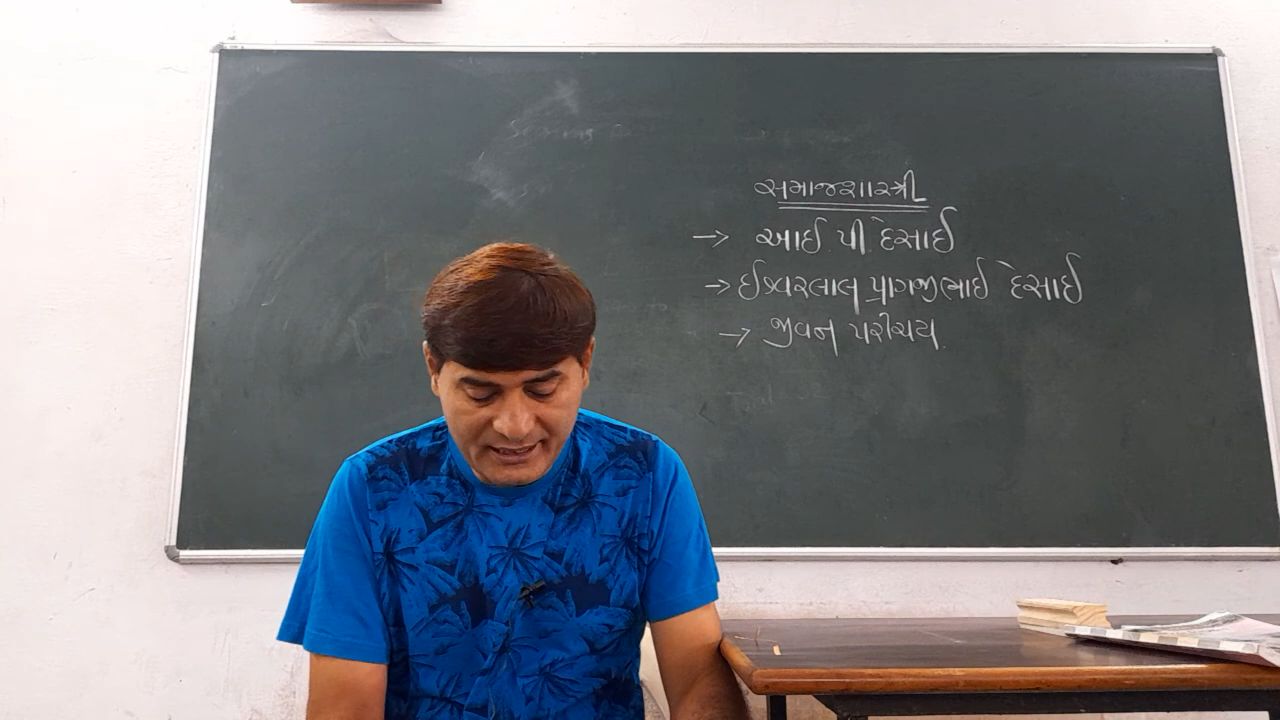 સમાજશાસ્ત્રી
→ આઈ. પી. દેસાઈ
→ ઈશ્વરલાલ પ્રાગજીભાઈ દેસાઈ
→ જીવન પરીચય.